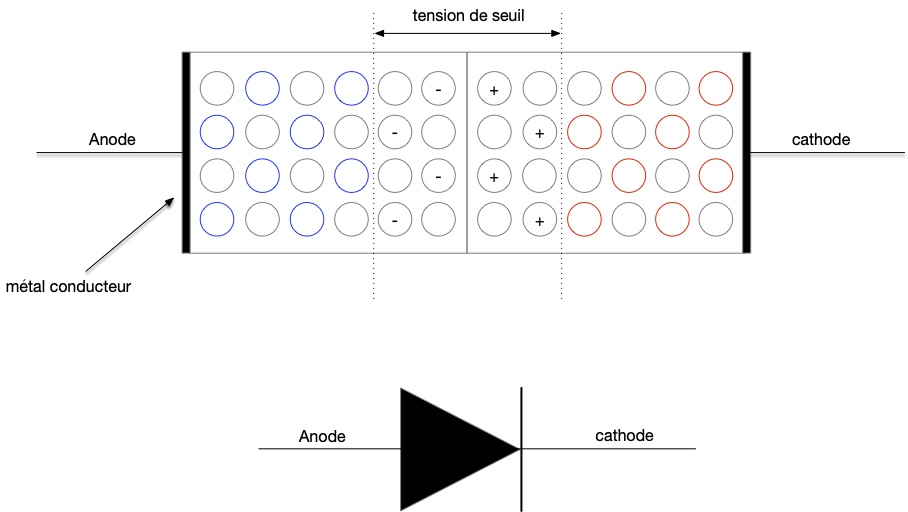 tension de seuil
- +
Anode - + cathode
- +
- +
métal conducteur
Anode cathode